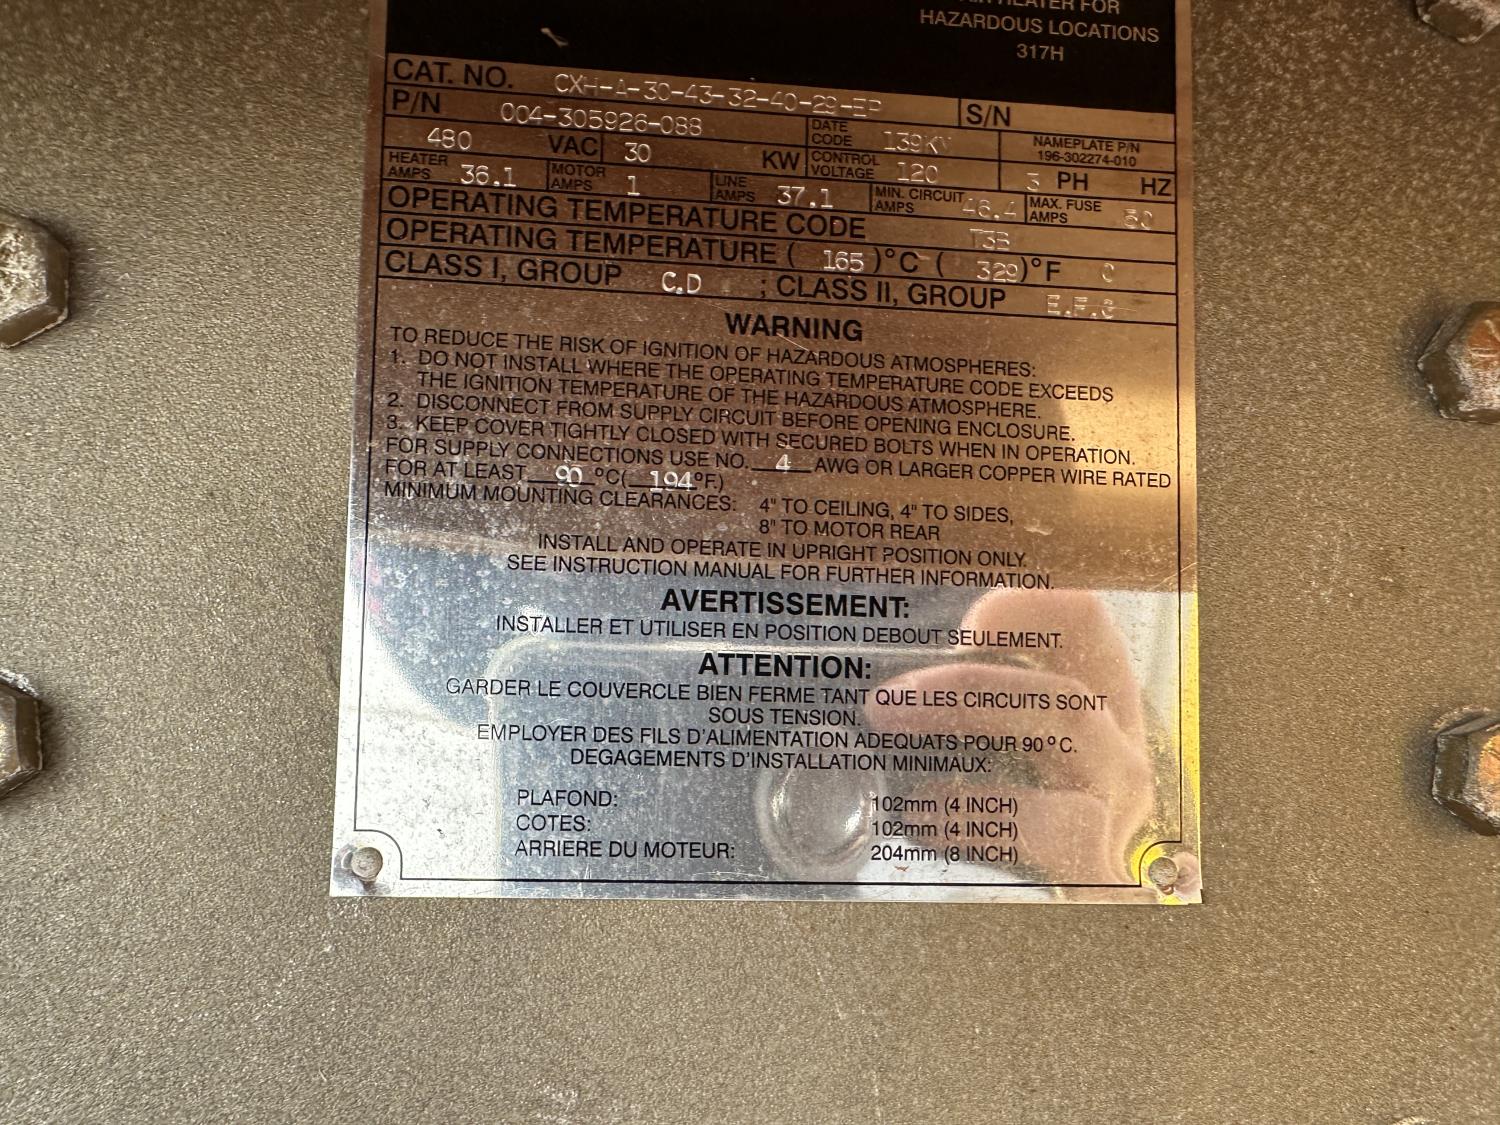 HEATER FOR
HAZARDOUS LOCATIONS
317H
CAT. NO. CXH-A-30-43-32-40-29-EP S/N
P/N 004-305926-088 DATE CODE NAMEPLATE P/N 196-302274-010
480 VAC 30 KW CONTROL VOLTAGE 120 3 PH HZ
HEATER AMPS 36.1 MOTOR AMPS 1 LINE AMPS 37.1 MIN. CIRCUIT AMPS 46.4 MAX. FUSE AMPS
OPERATING TEMPERATURE CODE T3B
OPERATING TEMPERATURE ( 165 )°C ( 329 )°F
CLASS I, GROUP C.D ; CLASS II, GROUP E.F.G
WARNING
TO REDUCE THE RISK OF IGNITION OF HAZARDOUS ATMOSPHERES:
1. DO NOT INSTALL WHERE THE OPERATING TEMPERATURE CODE EXCEEDS
THE IGNITION TEMPERATURE OF THE HAZARDOUS ATMOSPHERE.
2. DISCONNECT FROM SUPPLY CIRCUIT BEFORE OPENING ENCLOSURE.
3. KEEP COVER TIGHTLY CLOSED WITH SECURED BOLTS WHEN IN OPERATION.
FOR SUPPLY CONNECTIONS USE NO. 4 AWG OR LARGER COPPER WIRE RATED
FOR AT LEAST 90 °C( 194°F.)
MINIMUM MOUNTING CLEARANCES: 4" TO CEILING, 4" TO SIDES,
8" TO MOTOR REAR
INSTALL AND OPERATE IN UPRIGHT POSITION ONLY.
SEE INSTRUCTION MANUAL FOR FURTHER INFORMATION.
AVERTISSEMENT:
INSTALLER ET UTILISER EN POSITION DEBOUT SEULEMENT.
ATTENTION:
GARDER LE COUVERCLE BIEN FERME TANT QUE LES CIRCUITS SONT
SOUS TENSION.
EMPLOYER DES FILS D'ALIMENTATION ADEQUATS POUR 90°C.
DEGAGEMENTS D'INSTALLATION MINIMAUX:
PLAFOND: 102mm (4 INCH)
COTES: 102mm (4 INCH)
ARRIERE DU MOTEUR: 204mm (8 INCH)